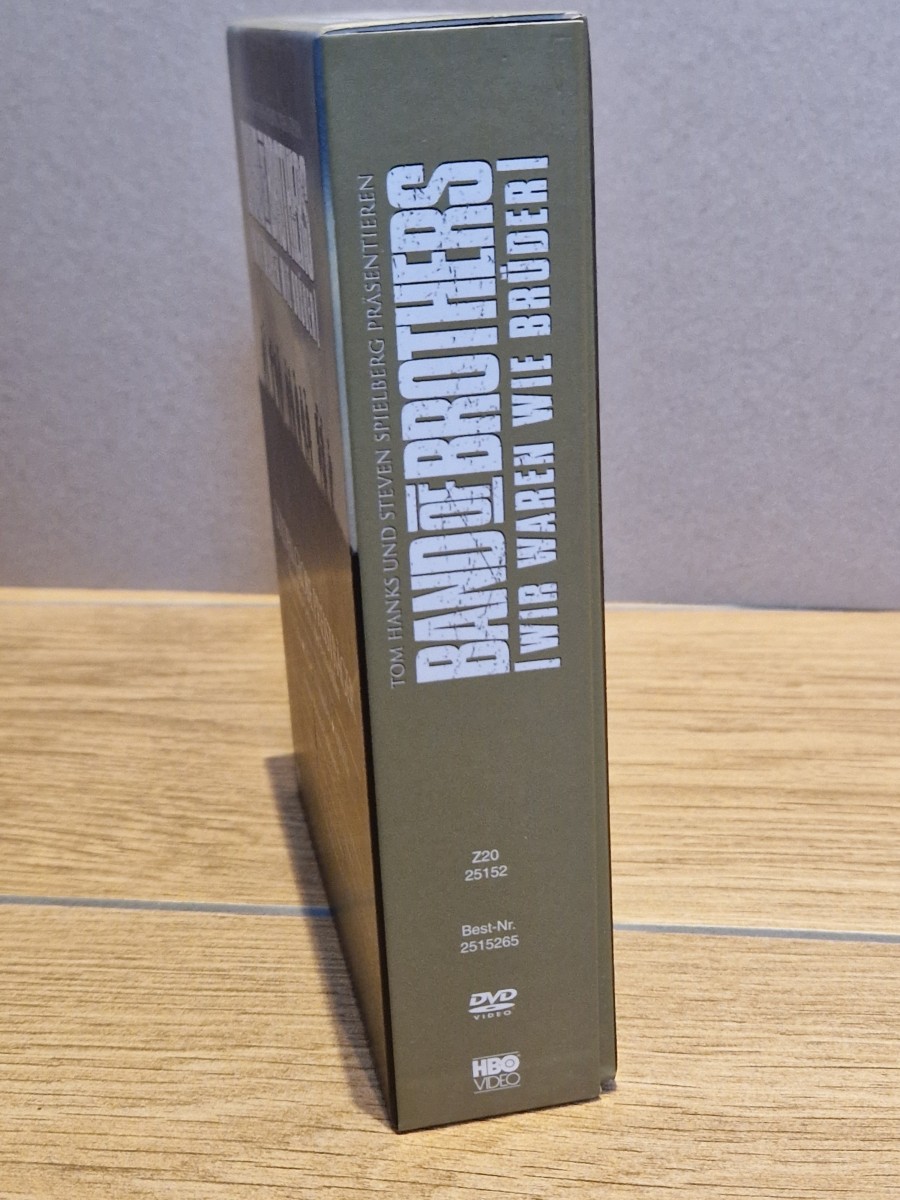 TOM HANKS UND STEVEN SPIELBERG PRÄSENTIEREN
BAND OF BROTHERS
WIR WAREN WIE BRÜDER
Z20
25152
Best-Nr.
2515265
DVD
VIDEO
HBO
VIDEO